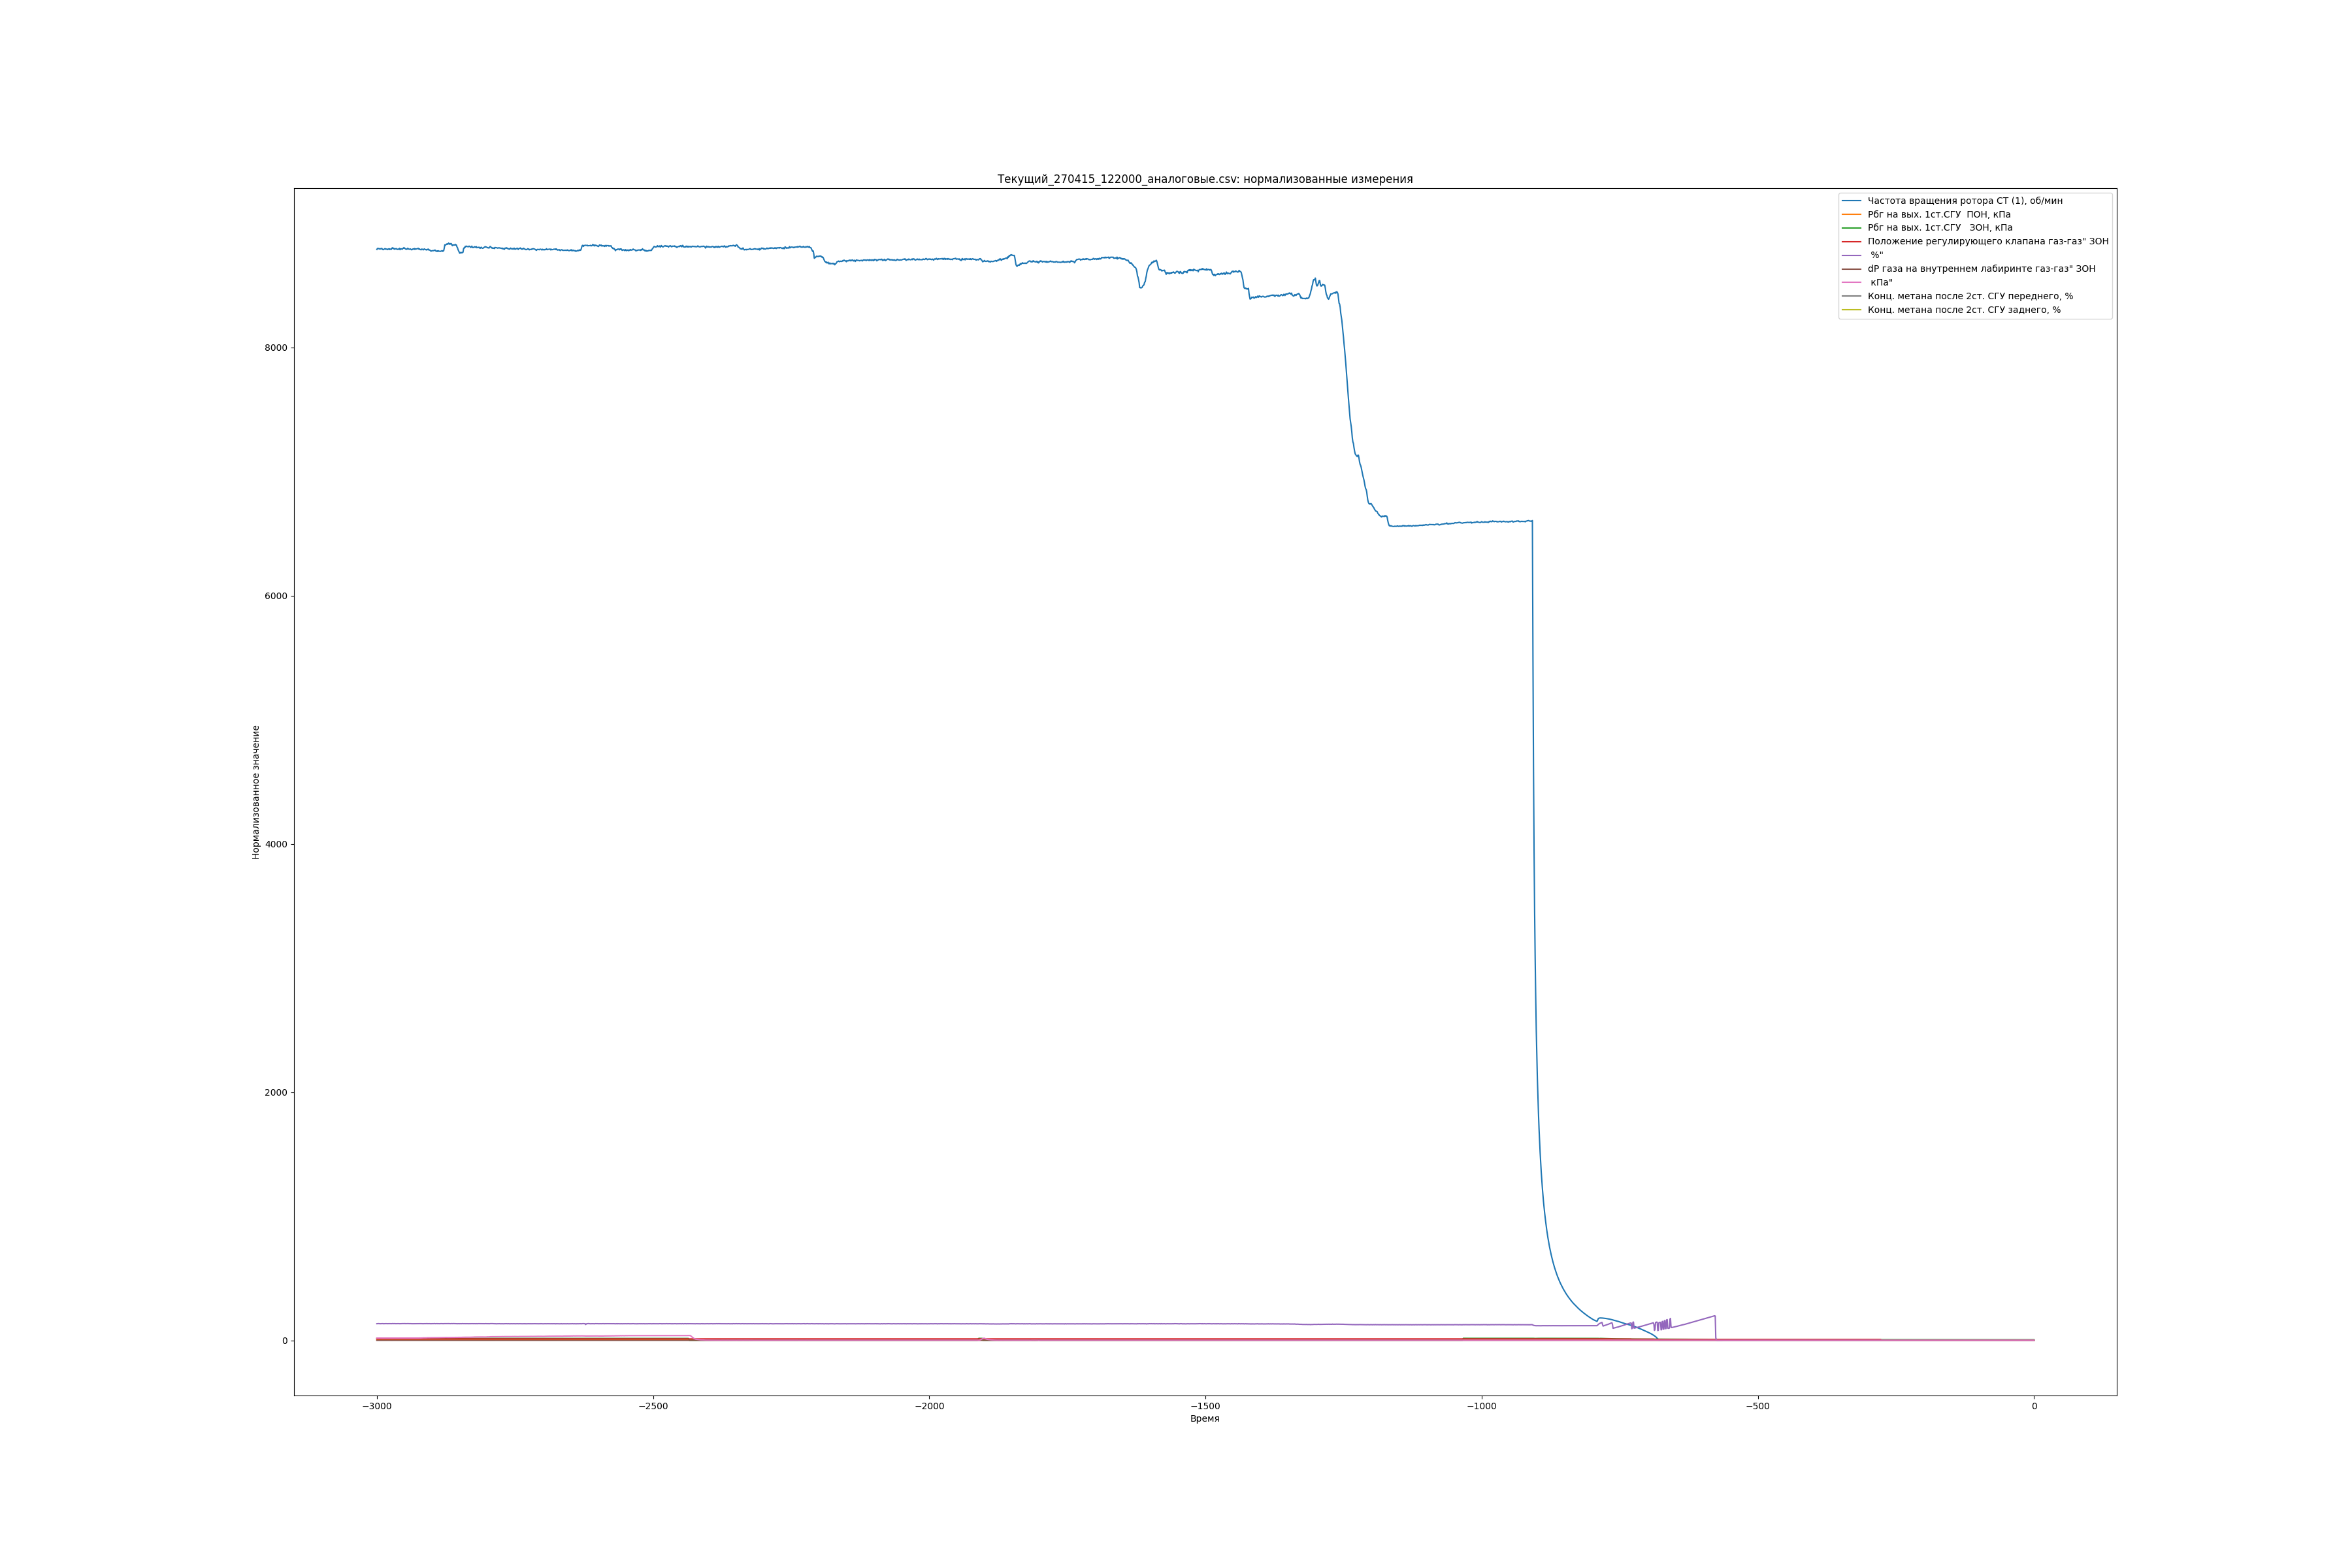 Текущий_270415_122000_аналоговые.csv: нормализованные измерения
Частота вращения ротора СТ (1), об/мин
Рбг на вых. 1ст.СГУ  ПОН, кПа
Рбг на вых. 1ст.СГУ   ЗОН, кПа
Положение регулирующего клапана газ-газ" ЗОН
%"
dP газа на внутреннем лабиринте газ-газ" ЗОН
кПа"
Конц. метана после 2ст. СГУ переднего, %
Конц. метана после 2ст. СГУ заднего, %
8000
6000
4000
2000
0
Нормализованное значение
−3000 −2500 −2000 −1500 −1000 −500 0
Время